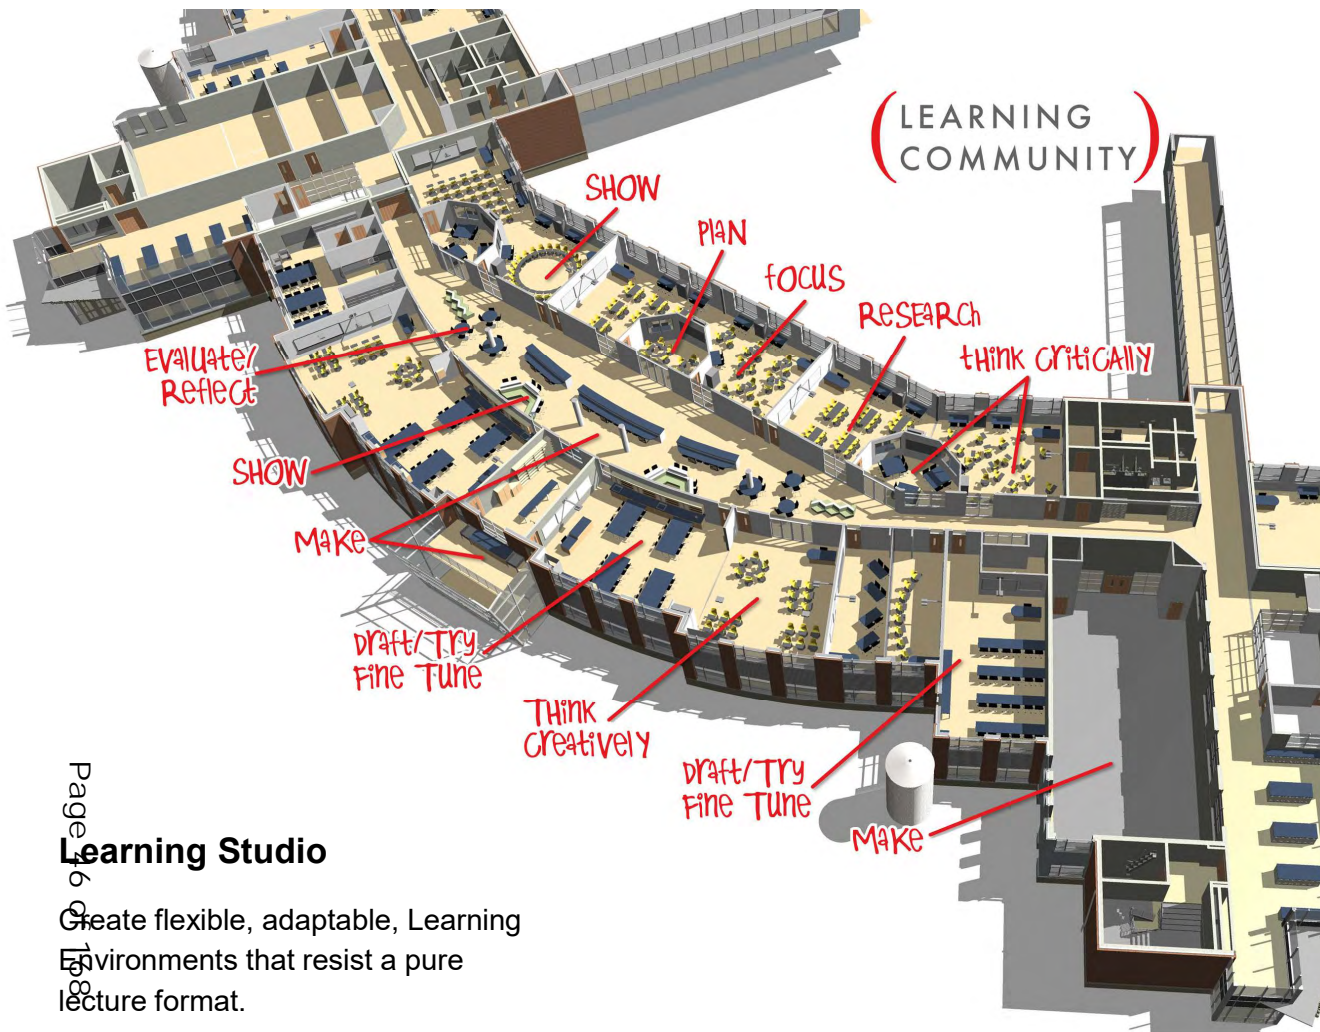 (LEARNING
COMMUNITY)
SHOW
PlaN
fOCUS
ReSEARCh
tHink CritiCAlly
Evaluate/
Reflect
SHOW
Make
Draft/Try
Fine Tune
THink
Creatively
Draft/Try
Fine Tune
Make
Page 46 of 168
Learning Studio
Create flexible, adaptable, Learning
Environments that resist a pure
lecture format.